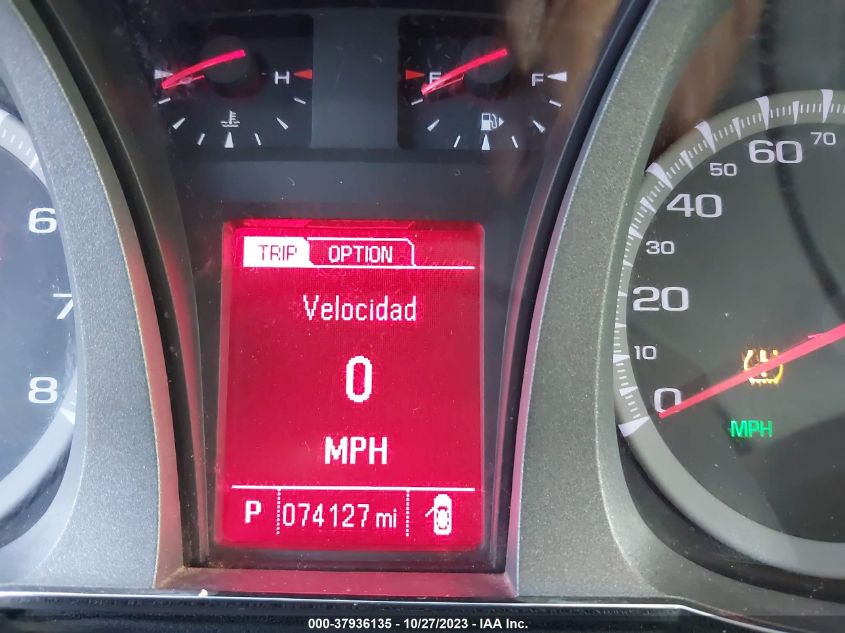 H
E
F
TRIP OPTION
Velocidad
0
MPH
P 074127 mi
6
7
8
0
10
20
30
40
50
60
70
MPH
000-37936135 - 10/27/2023 - IAA Inc.